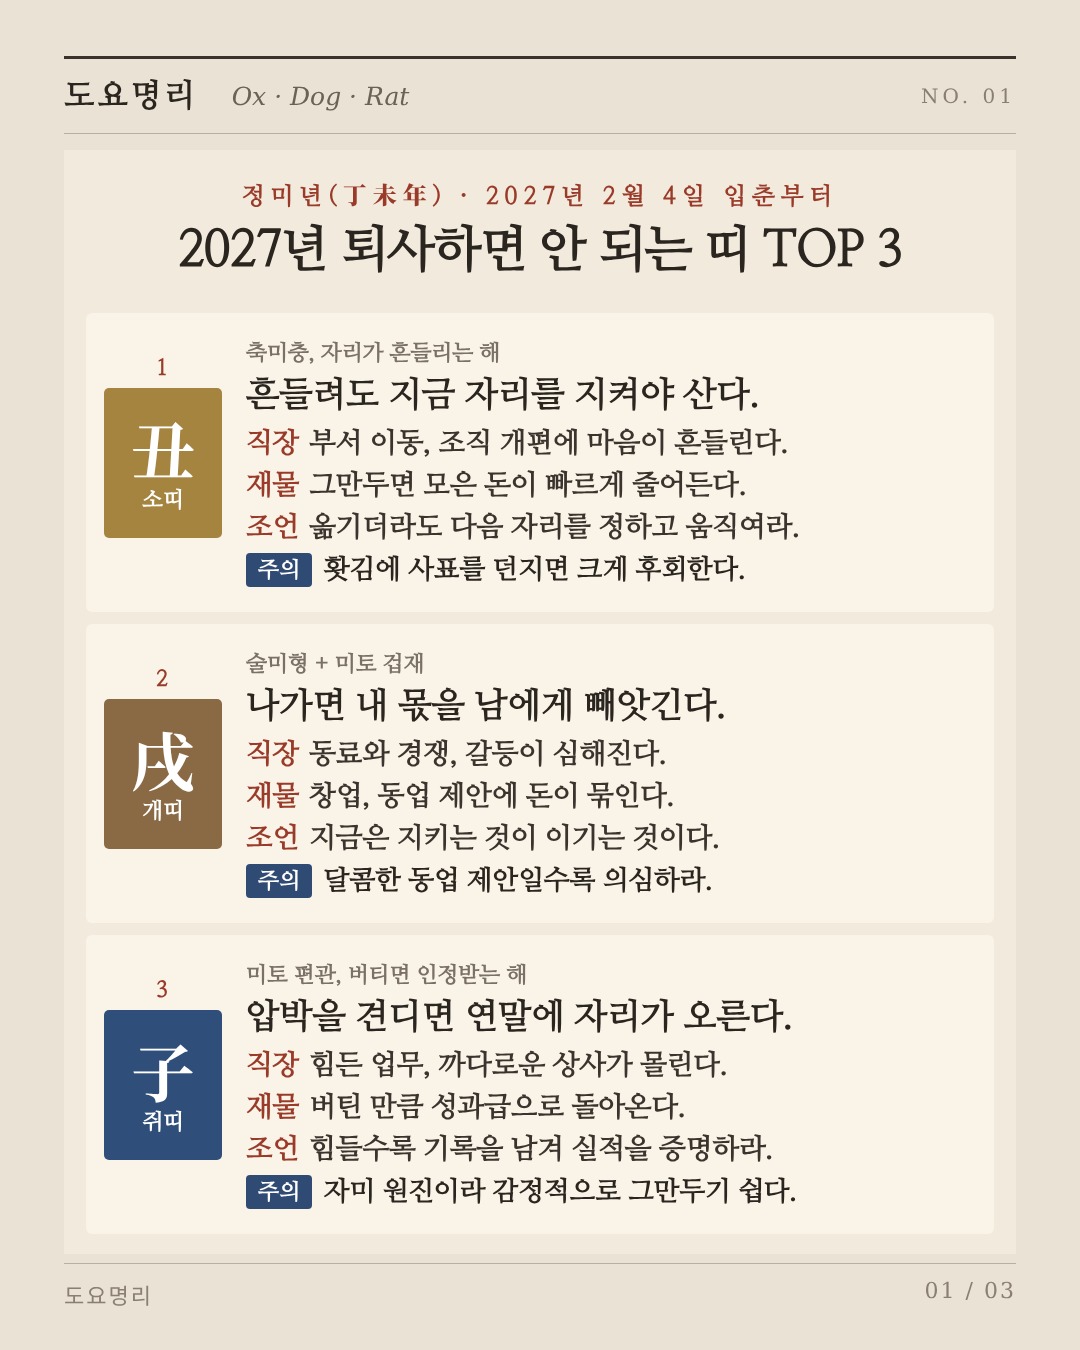 도요명리 Ox · Dog · Rat NO. 01
정미년(丁未年) · 2027년 2월 4일 입춘부터
2027년 퇴사하면 안 되는 띠 TOP 3
1
丑
소띠
축미충, 자리가 흔들리는 해
흔들려도 지금 자리를 지켜야 산다.
직장 부서 이동, 조직 개편에 마음이 흔들린다.
재물 그만두면 모은 돈이 빠르게 줄어든다.
조언 옮기더라도 다음 자리를 정하고 움직여라.
주의 홧김에 사표를 던지면 크게 후회한다.
2
戌
개띠
술미형 + 미토 겁재
나가면 내 몫을 남에게 빼앗긴다.
직장 동료와 경쟁, 갈등이 심해진다.
재물 창업, 동업 제안에 돈이 묶인다.
조언 지금은 지키는 것이 이기는 것이다.
주의 달콤한 동업 제안일수록 의심하라.
3
子
쥐띠
미토 편관, 버티면 인정받는 해
압박을 견디면 연말에 자리가 오른다.
직장 힘든 업무, 까다로운 상사가 몰린다.
재물 버틴 만큼 성과급으로 돌아온다.
조언 힘들수록 기록을 남겨 실적을 증명하라.
주의 자미 원진이라 감정적으로 그만두기 쉽다.
도요명리 01 / 03